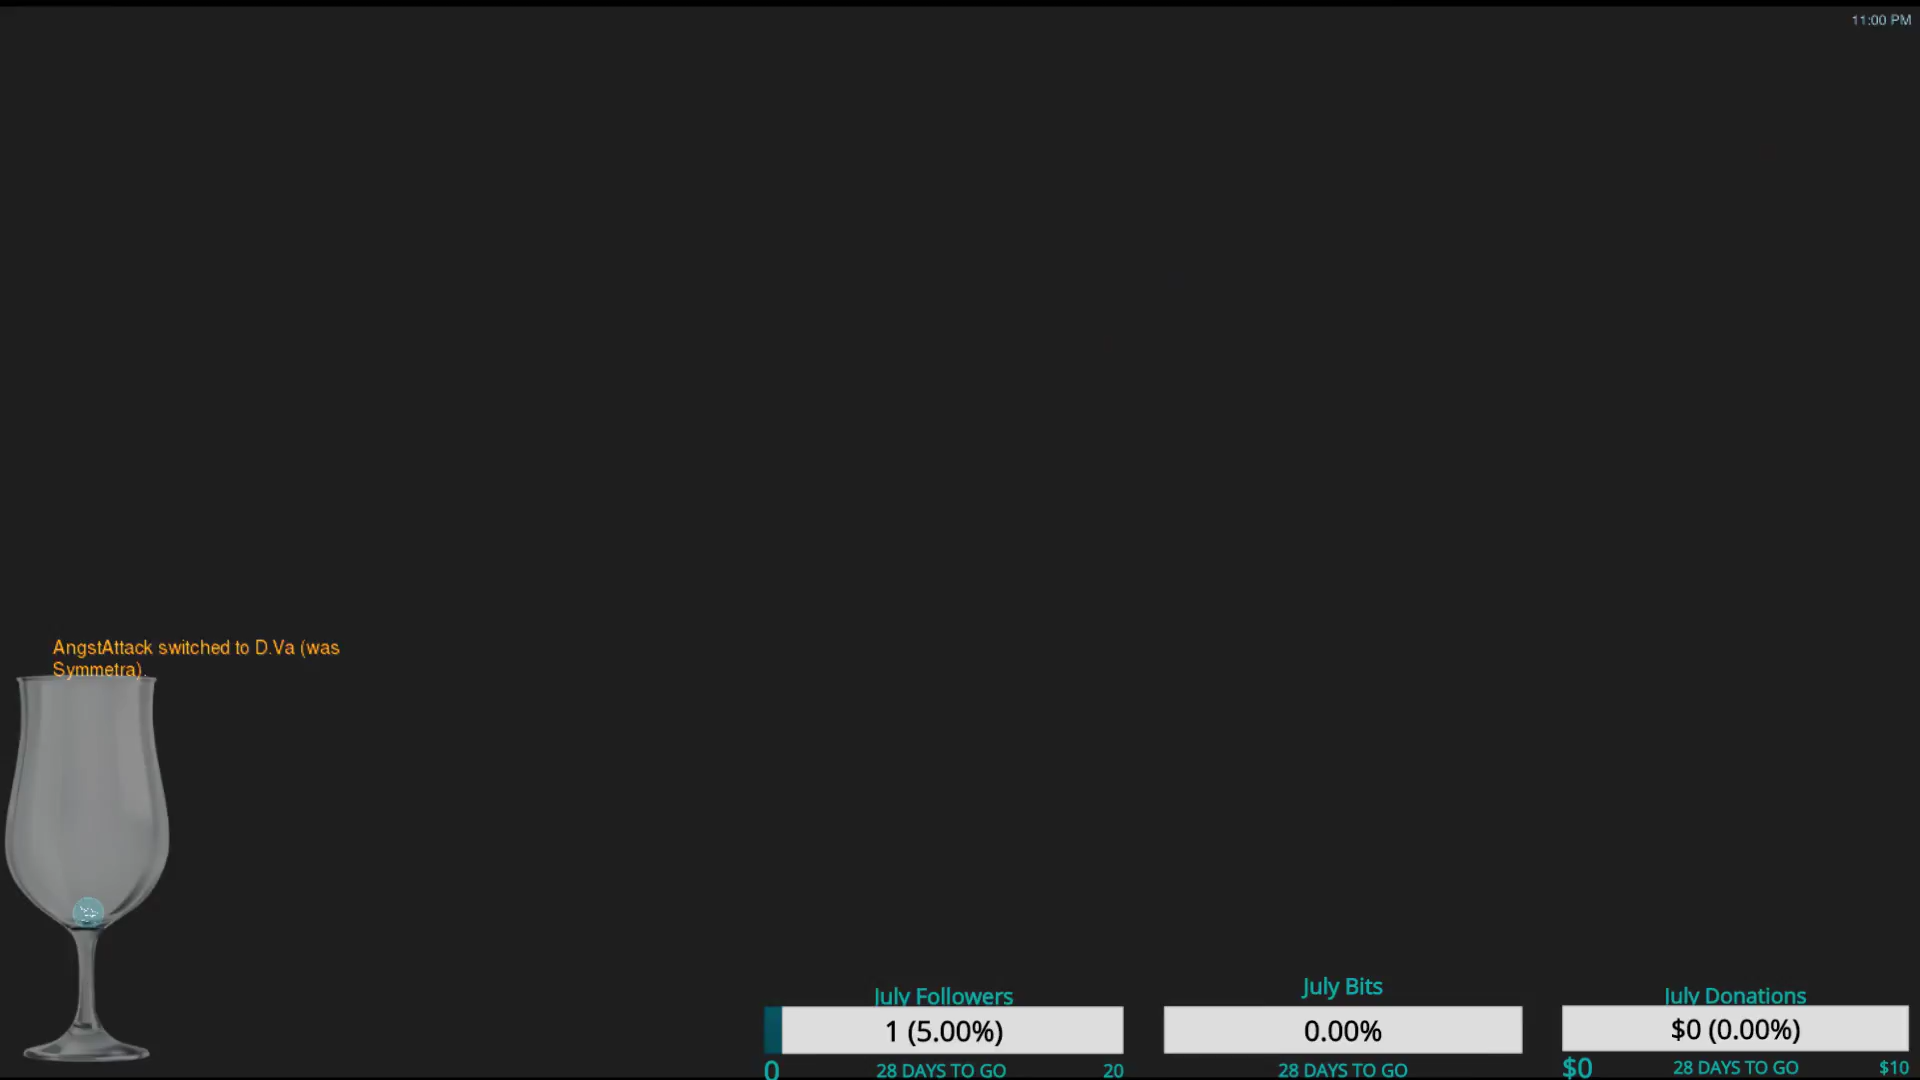 11:00 PM
AngstAttack switched to D.Va (was
Symmetra).
July Followers
1 (5.00%)
0 28 DAYS TO GO 20
July Bits
0.00%
28 DAYS TO GO
July Donations
$0 (0.00%)
$0 28 DAYS TO GO $10